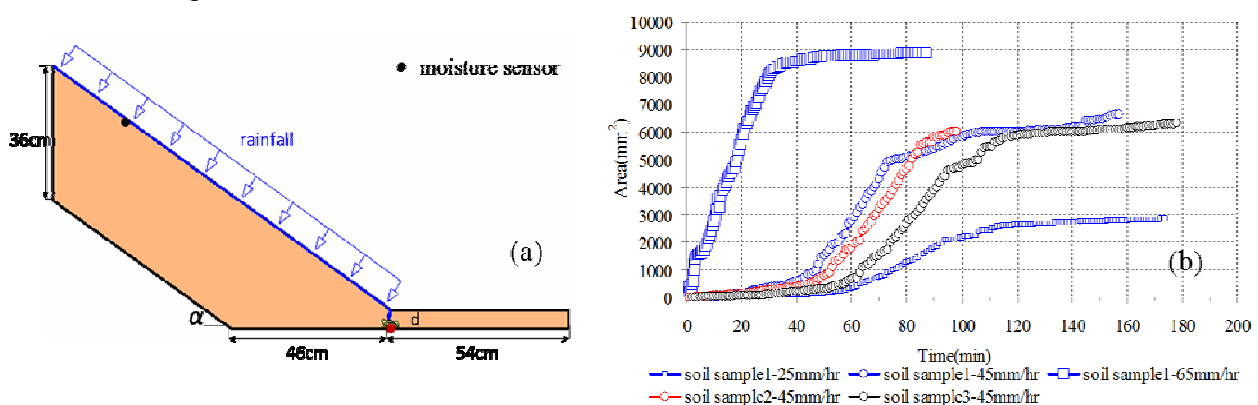 moisture sensor
rainfall
36cm
(a)
α
d
46cm
54cm
Area(mm²)
10000
9000
8000
7000
6000
5000
4000
3000
2000
1000
0
(b)
0 20 40 60 80 100 120 140 160 180 200
Time(min)
soil sample1-25mm/hr soil sample1-45mm/hr soil sample1-65mm/hr
soil sample2-45mm/hr soil sample3-45mm/hr